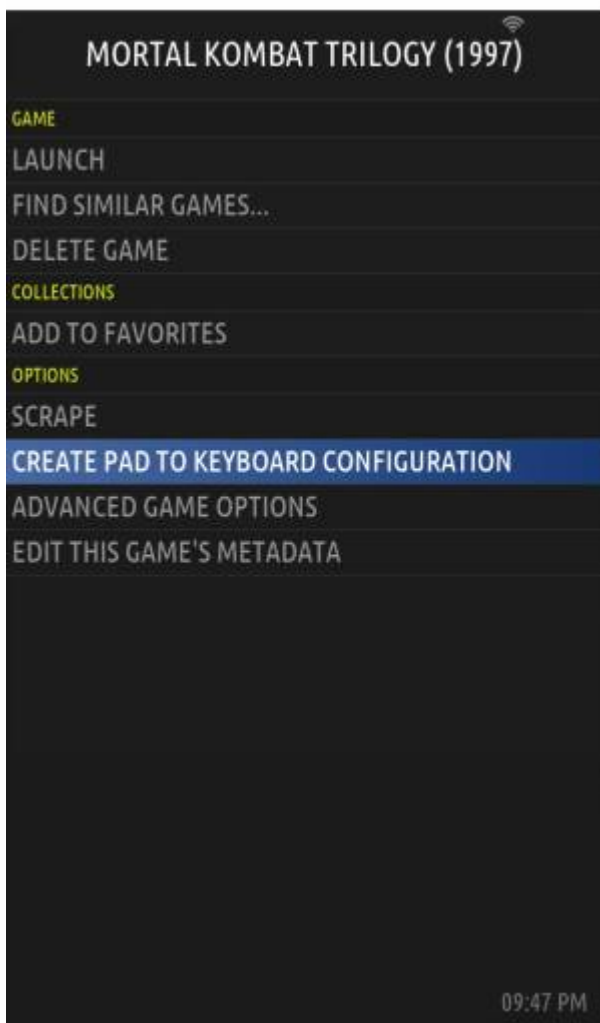 MORTAL KOMBAT TRILOGY (1997)
GAME
LAUNCH
FIND SIMILAR GAMES...
DELETE GAME
COLLECTIONS
ADD TO FAVORITES
OPTIONS
SCRAPE
CREATE PAD TO KEYBOARD CONFIGURATION
ADVANCED GAME OPTIONS
EDIT THIS GAME'S METADATA
09:47 PM